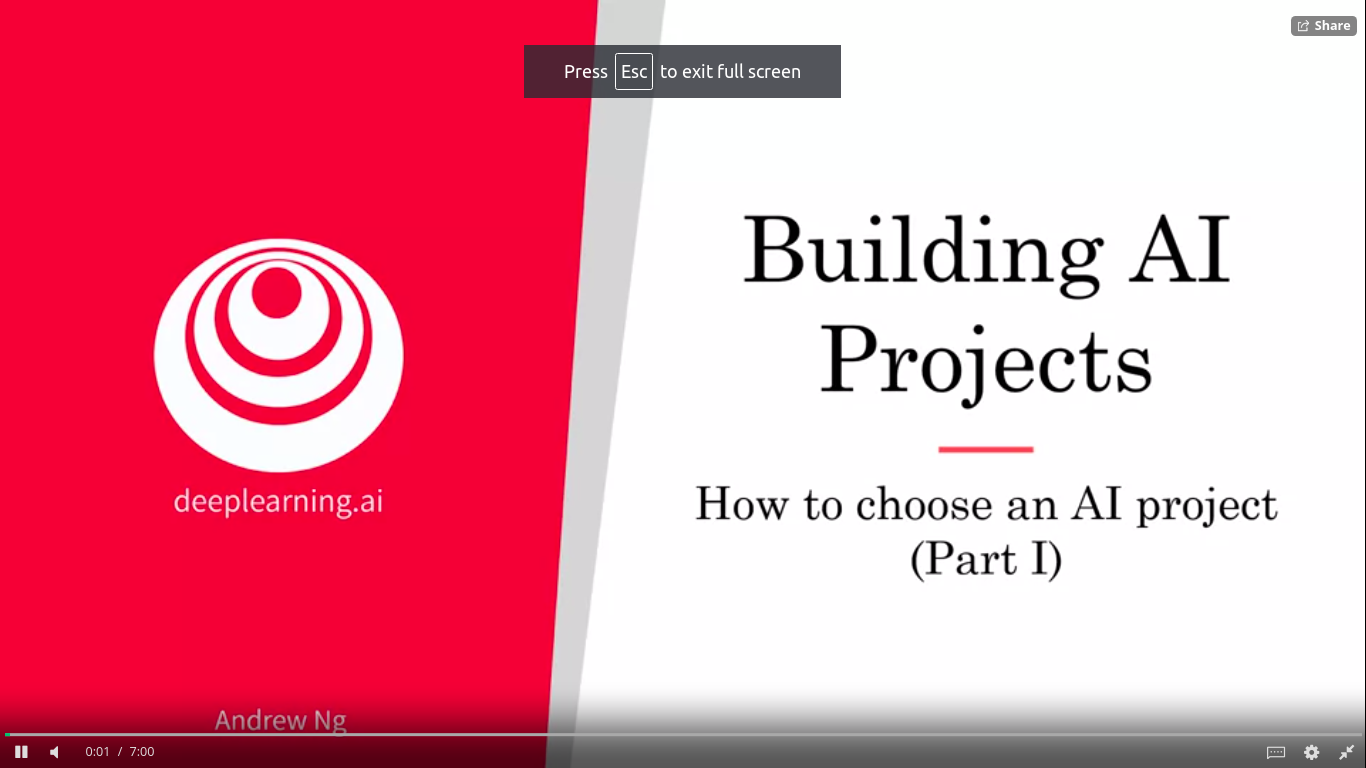 Share
Press Esc to exit full screen
Building AI
Projects
How to choose an AI project
(Part I)
deeplearning.ai
Andrew Ng
0:01 / 7:00